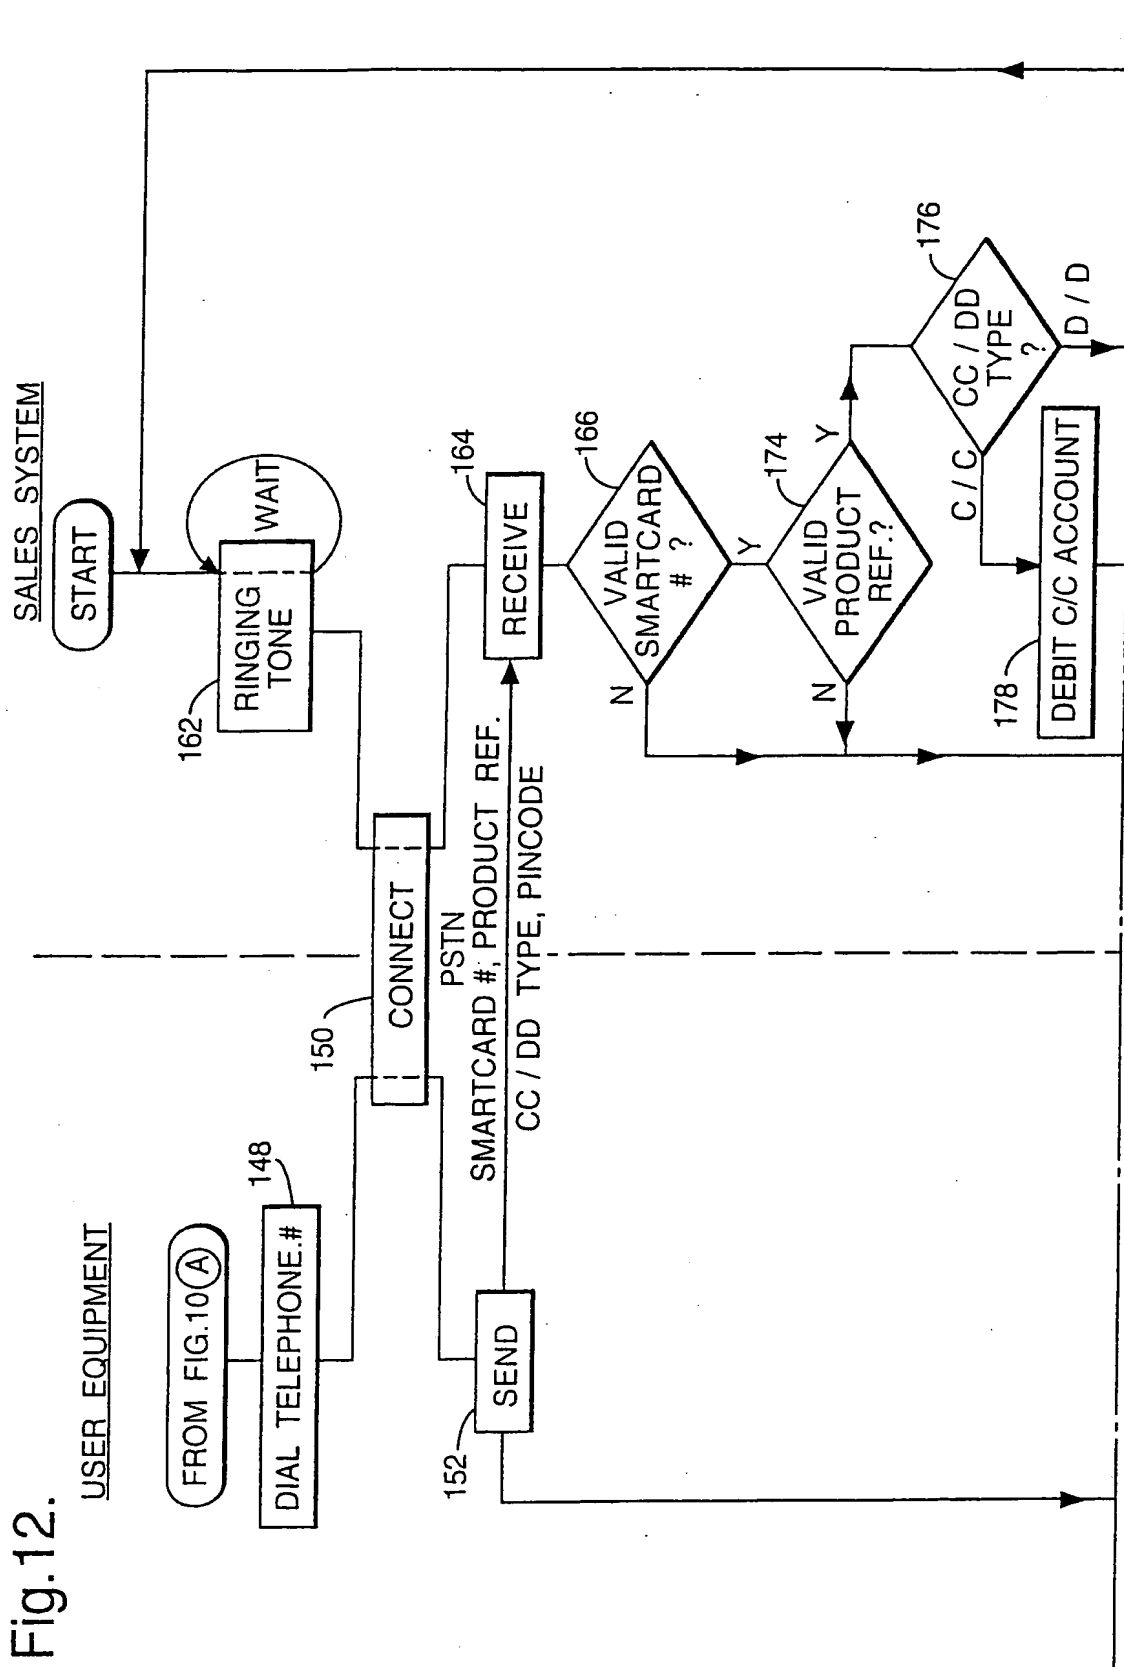 Fig.12.
USER EQUIPMENT
SALES SYSTEM
FROM FIG.10 A
START
148
DIAL TELEPHONE.#
162
RINGING
TONE
WAIT
150
CONNECT
PSTN
152
SEND
SMARTCARD #, PRODUCT REF.
CC / DD TYPE, PINCODE
164
RECEIVE
166
VALID
SMARTCARD
# ?
N
Y
174
VALID
PRODUCT
REF.?
N
Y
176
CC / DD
TYPE
?
C / C
D / D
178
DEBIT C/C ACCOUNT